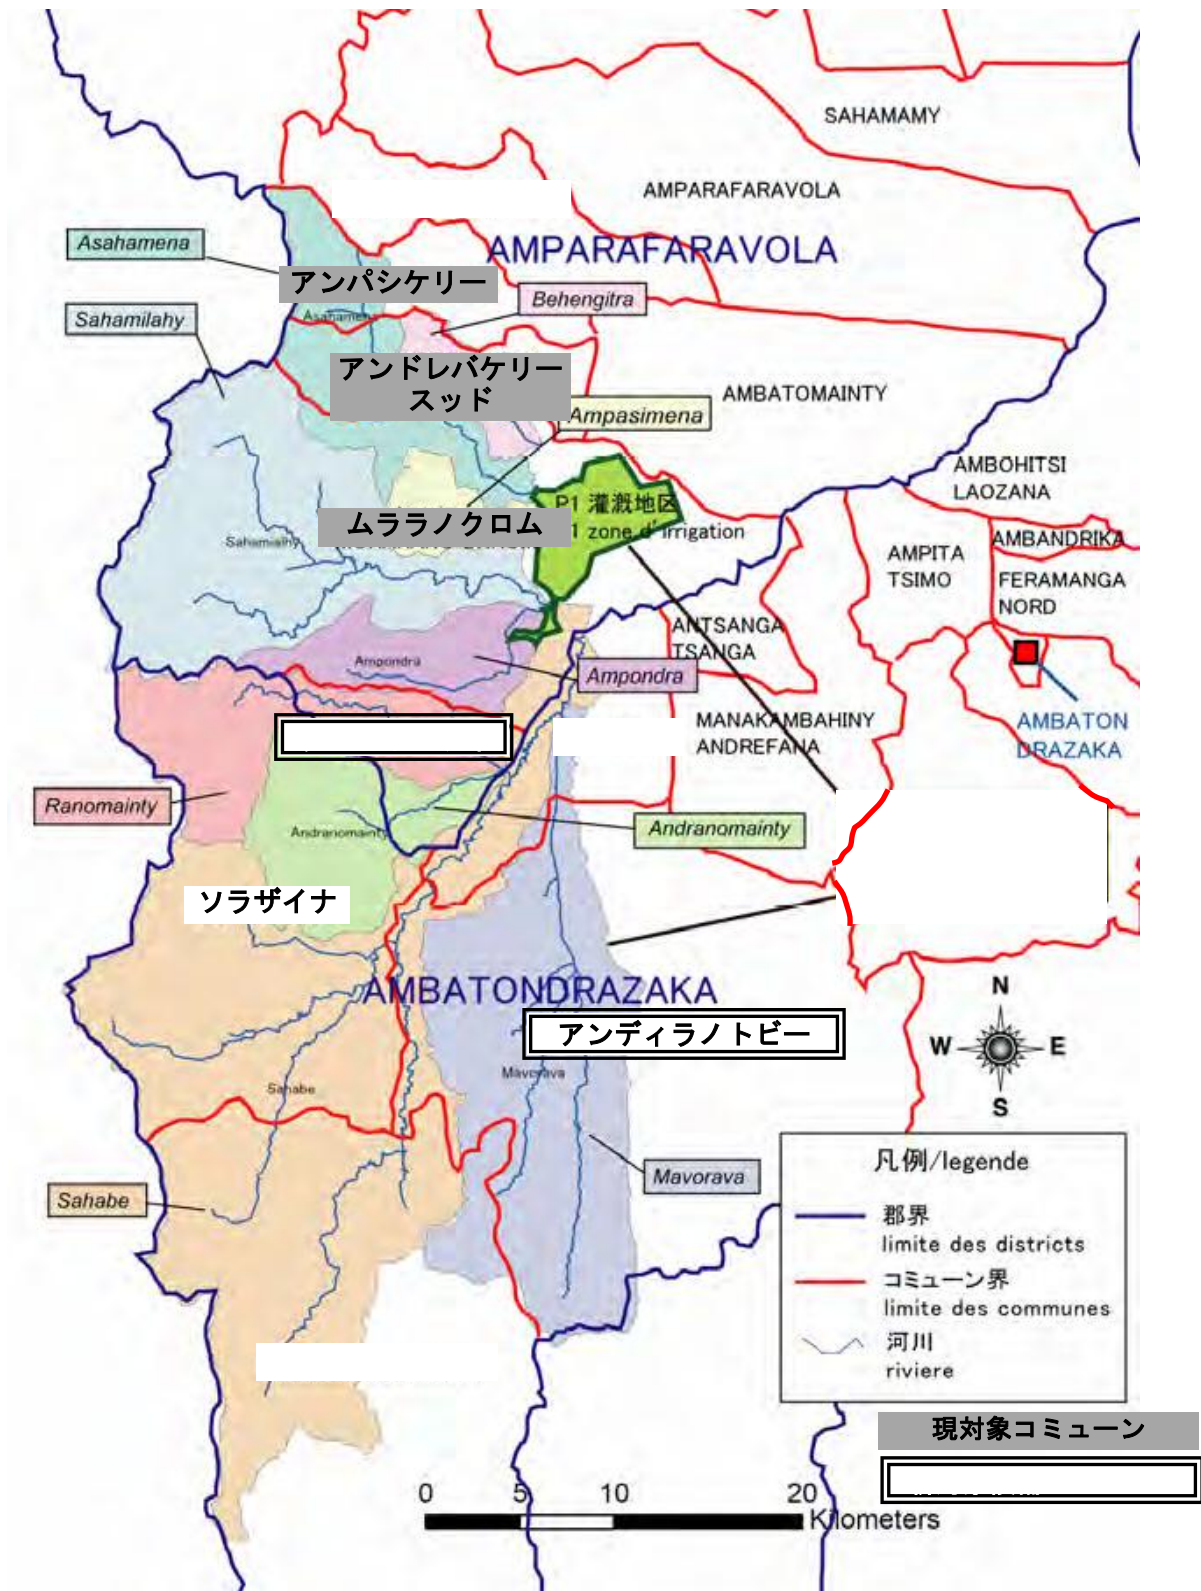 SAHAMAMY
AMPARAFARAVOLA
Asahamena
AMPARAFARAVOLA
アンパシケリー
Behengitra
Sahamilahy
Asahamena
アンドレバケリー
スッド
AMBATOMAINTY
Ampasimena
AMBOHITSI
LAOZANA
P1 灌漑地区
ムララノクロム
1 zone d'irrigation
Sahamilahy
AMPITA
TSIMO
AMBANDRIKA
FERAMANGA
NORD
ANTSANGA
TSANGA
Ampondra
Ampondra
MANAKAMBAHINY
ANDREFANA
AMBATON
DRAZAKA
Ranomainty
Andranomainty
Andranomainty
ソラザイナ
AMBATONDRAZAKA
アンディラノトビー
N
W
E
S
Mavorava
Sahabe
Mavorava
Sahabe
凡例/legende
郡界
limite des districts
コミューン界
limite des communes
河川
riviere
現対象コミューン
0 5 10 20
Kilometers